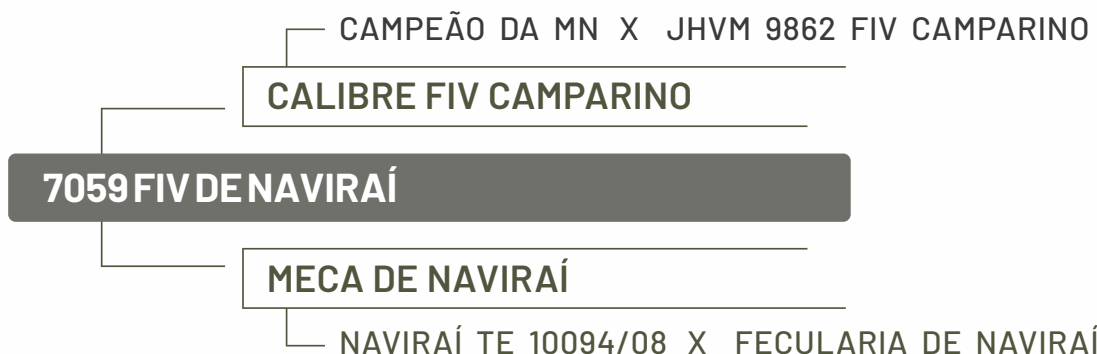 CAMPEÃO DA MN X JHVM 9862 FIV CAMPARINO
CALIBRE FIV CAMPARINO
7059 FIV DE NAVIRAÍ
MECA DE NAVIRAÍ
NAVIRAÍ TE 10094/08 X FECULARIA DE NAVIRAÍ